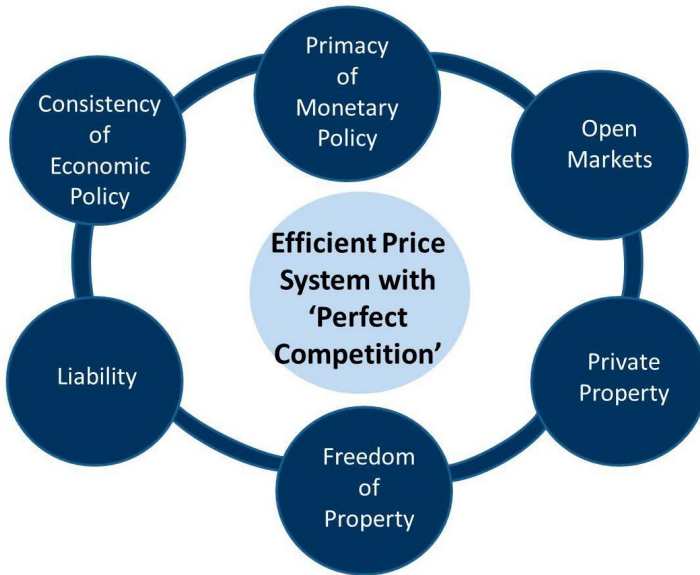 Primacy
of
Monetary
Policy
Open
Markets
Private
Property
Freedom
of
Property
Liability
Consistency
of
Economic
Policy
Efficient Price
System with
‘Perfect
Competition’